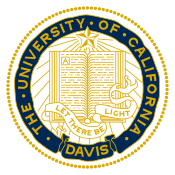 THE · UNIVERSITY · OF · CALIFORNIA
A
LET THERE BE LIGHT
DAVIS